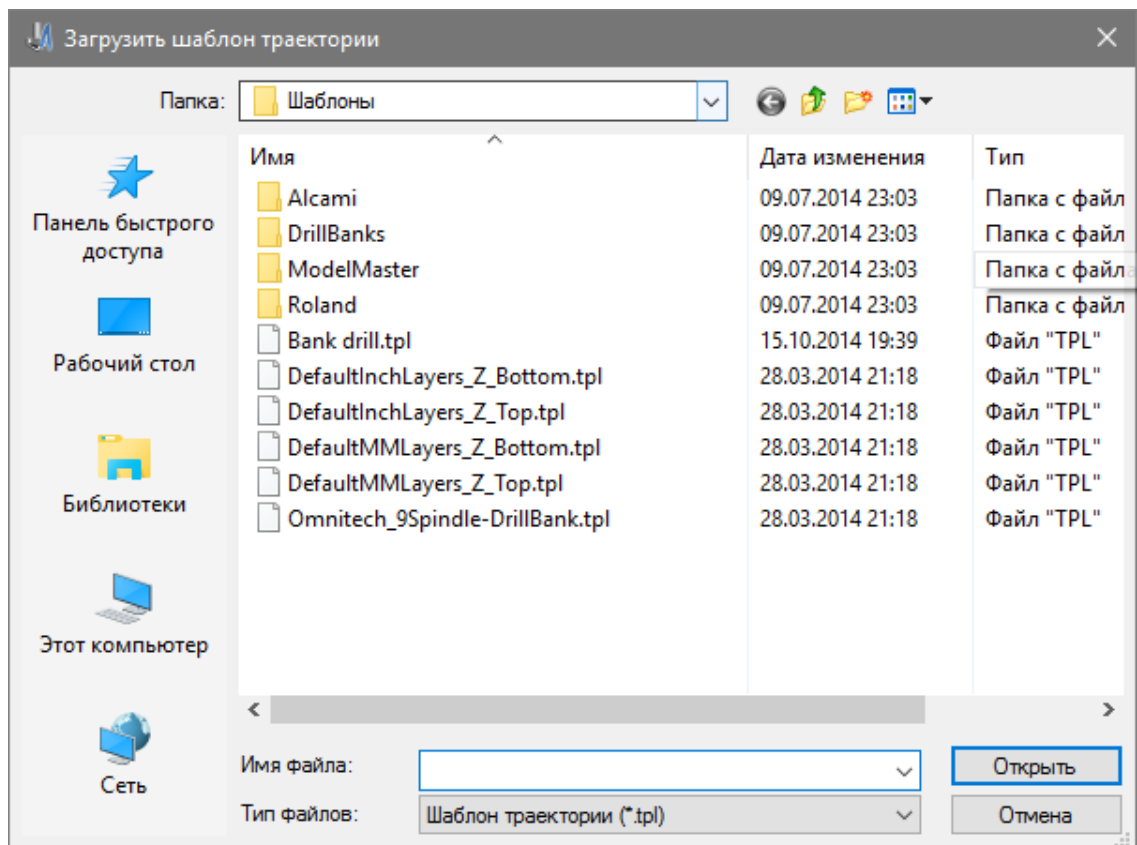 Загрузить шаблон траектории
Папка: Шаблоны
Имя Дата изменения Тип
Alcami 09.07.2014 23:03 Папка с файл
DrillBanks 09.07.2014 23:03 Папка с файл
ModelMaster 09.07.2014 23:03 Папка с файла
Roland 09.07.2014 23:03 Папка с файл
Bank drill.tpl 15.10.2014 19:39 Файл "TPL"
DefaultInchLayers_Z_Bottom.tpl 28.03.2014 21:18 Файл "TPL"
DefaultInchLayers_Z_Top.tpl 28.03.2014 21:18 Файл "TPL"
DefaultMMLayers_Z_Bottom.tpl 28.03.2014 21:18 Файл "TPL"
DefaultMMLayers_Z_Top.tpl 28.03.2014 21:18 Файл "TPL"
Omnitech_9Spindle-DrillBank.tpl 28.03.2014 21:18 Файл "TPL"
Панель быстрого
доступа
Рабочий стол
Библиотеки
Этот компьютер
Сеть
Имя файла:
Открыть
Тип файлов: Шаблон траектории (*.tpl)
Отмена